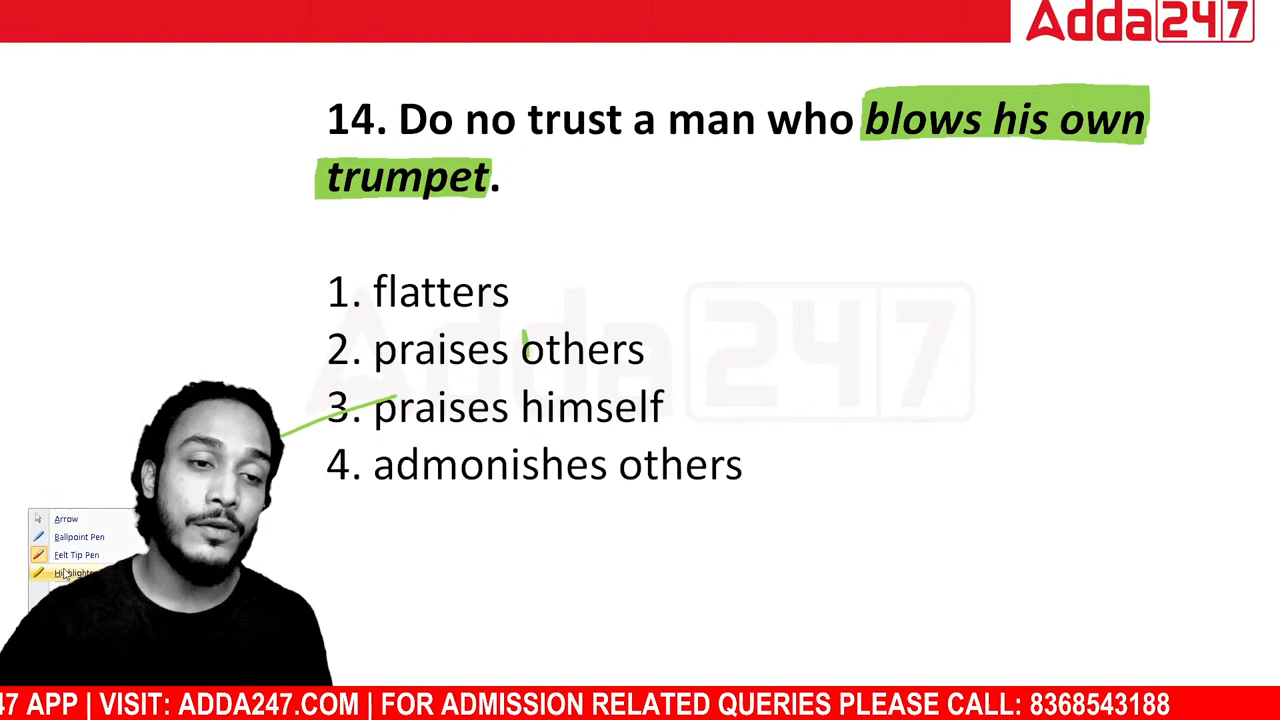 Adda247
14. Do no trust a man who blows his own
trumpet.
1. flatters
2. praises others
3. praises himself
4. admonishes others
Adda247
Arrow
Ballpoint Pen
Felt Tip Pen
Highlighter
47 APP | VISIT: ADDA247.COM | FOR ADMISSION RELATED QUERIES PLEASE CALL: 8368543188